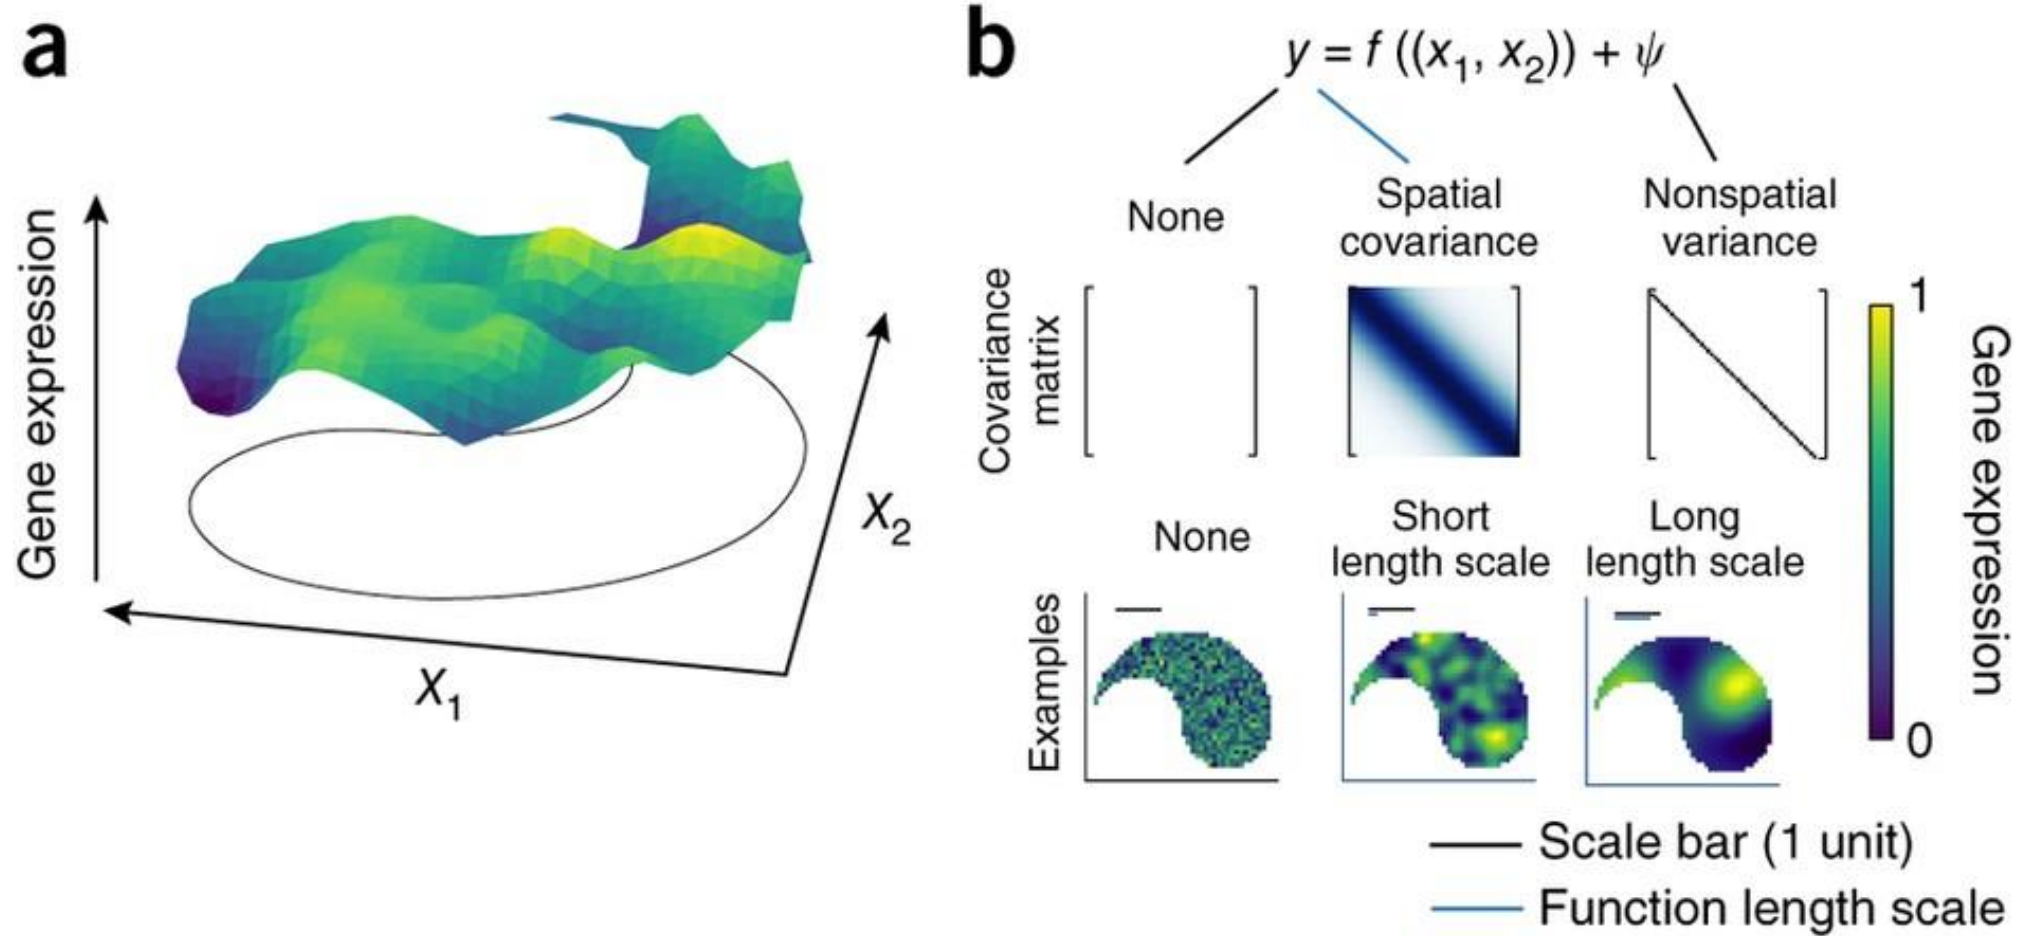 a
Gene expression
X1
X2
b
y = f ((x1, x2)) + ψ
None
Spatial
covariance
Nonspatial
variance
Covariance
matrix
None
Short
length scale
Long
length scale
Examples
1
0
Gene expression
Scale bar (1 unit)
Function length scale